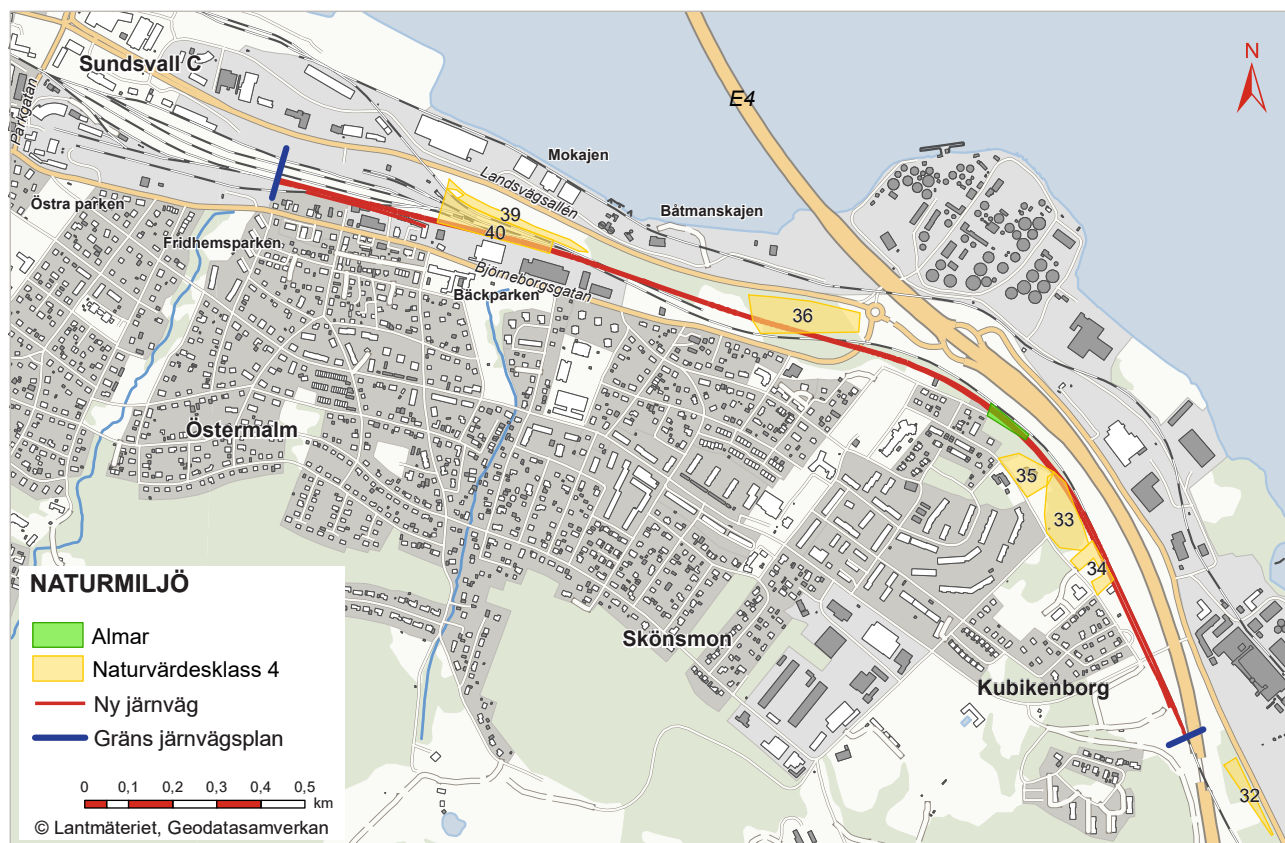 Sundsvall C
E4
N
Parkgatan
Mokajen
Landsvägsallén
Östra parken
39
Båtmanskajen
40
Fridhemsparken
Björneborgsgatan
Bäckparken
36
Östermalm
35
33
34
NATURMILJÖ
Almar
Naturvärdesklass 4
Ny järnväg
Gräns järnvägsplan
0 0,1 0,2 0,3 0,4 0,5
km
© Lantmäteriet, Geodatasamverkan
Skönsmon
Kubikenborg
32